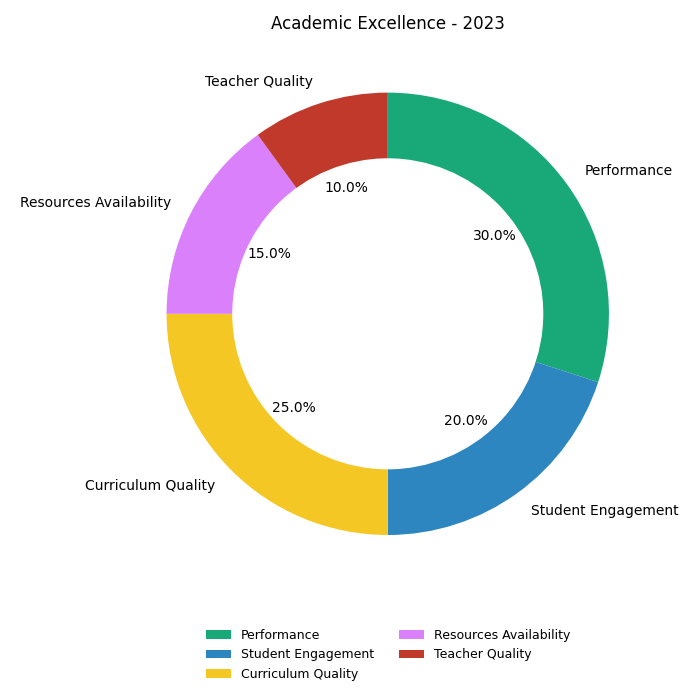 Academic Excellence - 2023
Teacher Quality
Performance
Resources Availability
10.0%
30.0%
15.0%
25.0%
20.0%
Curriculum Quality
Student Engagement
Performance
Student Engagement
Curriculum Quality
Resources Availability
Teacher Quality